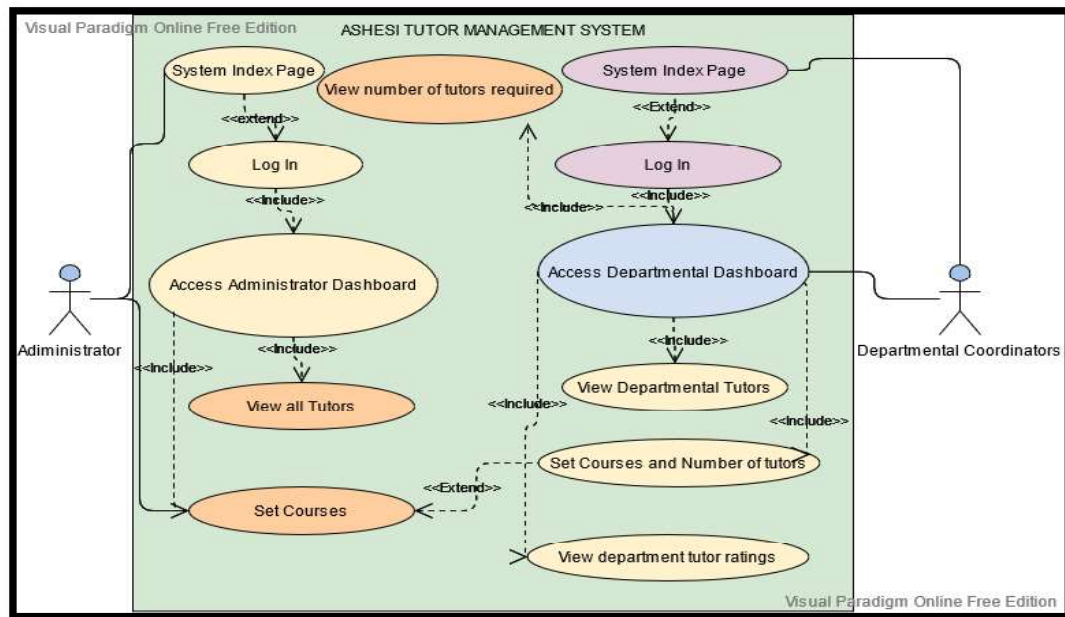 Visual Paradigm Online Free Edition
ASHESI TUTOR MANAGEMENT SYSTEM
System Index Page
View number of tutors required
System Index Page
<<extend>>
<<Extend>>
Log In
Log In
<<Include>>
<<Include>>
<<Include>>
Access Administrator Dashboard
Access Departmental Dashboard
Adiministrator
Departmental Coordinators
<<Include>>
<<Include>>
<<Include>>
View all Tutors
View Departmental Tutors
<<Include>>
<<Include>>
Set Courses and Number of tutors
<<Extend>>
Set Courses
View department tutor ratings
Visual Paradigm Online Free Edition